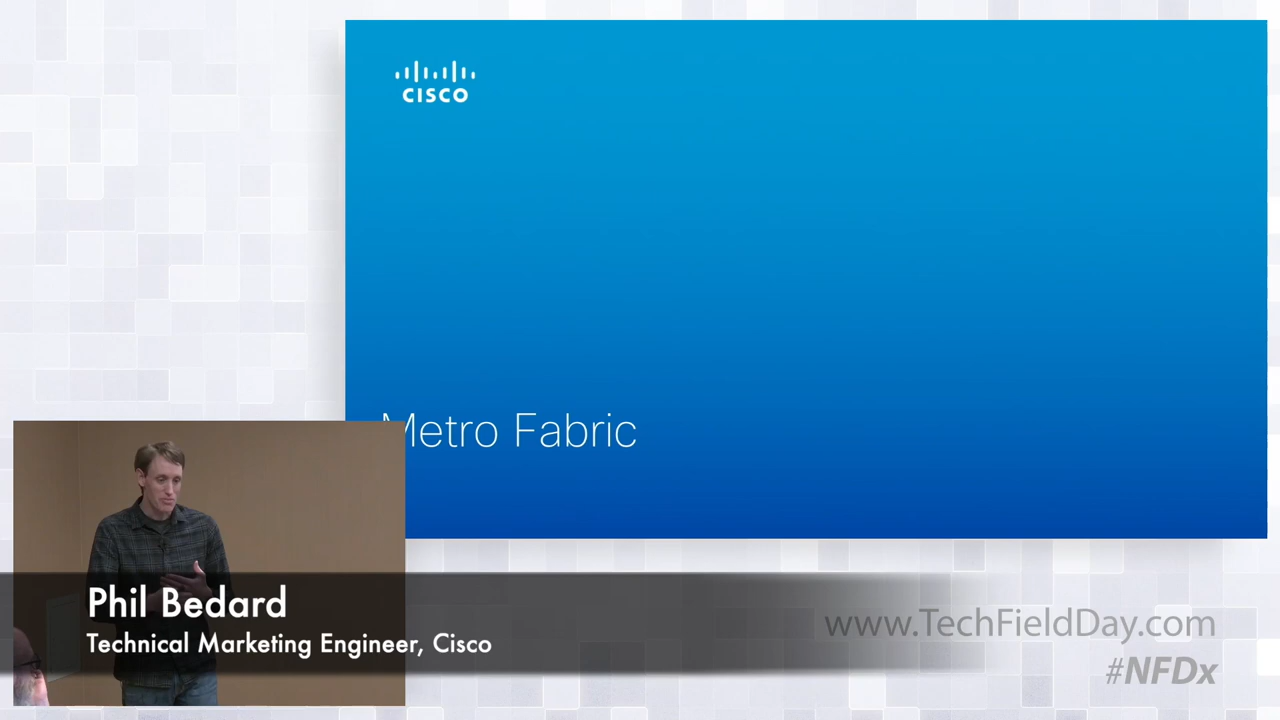 CISCO
Metro Fabric
Phil Bedard
Technical Marketing Engineer, Cisco
www.TechFieldDay.com
#NFDx